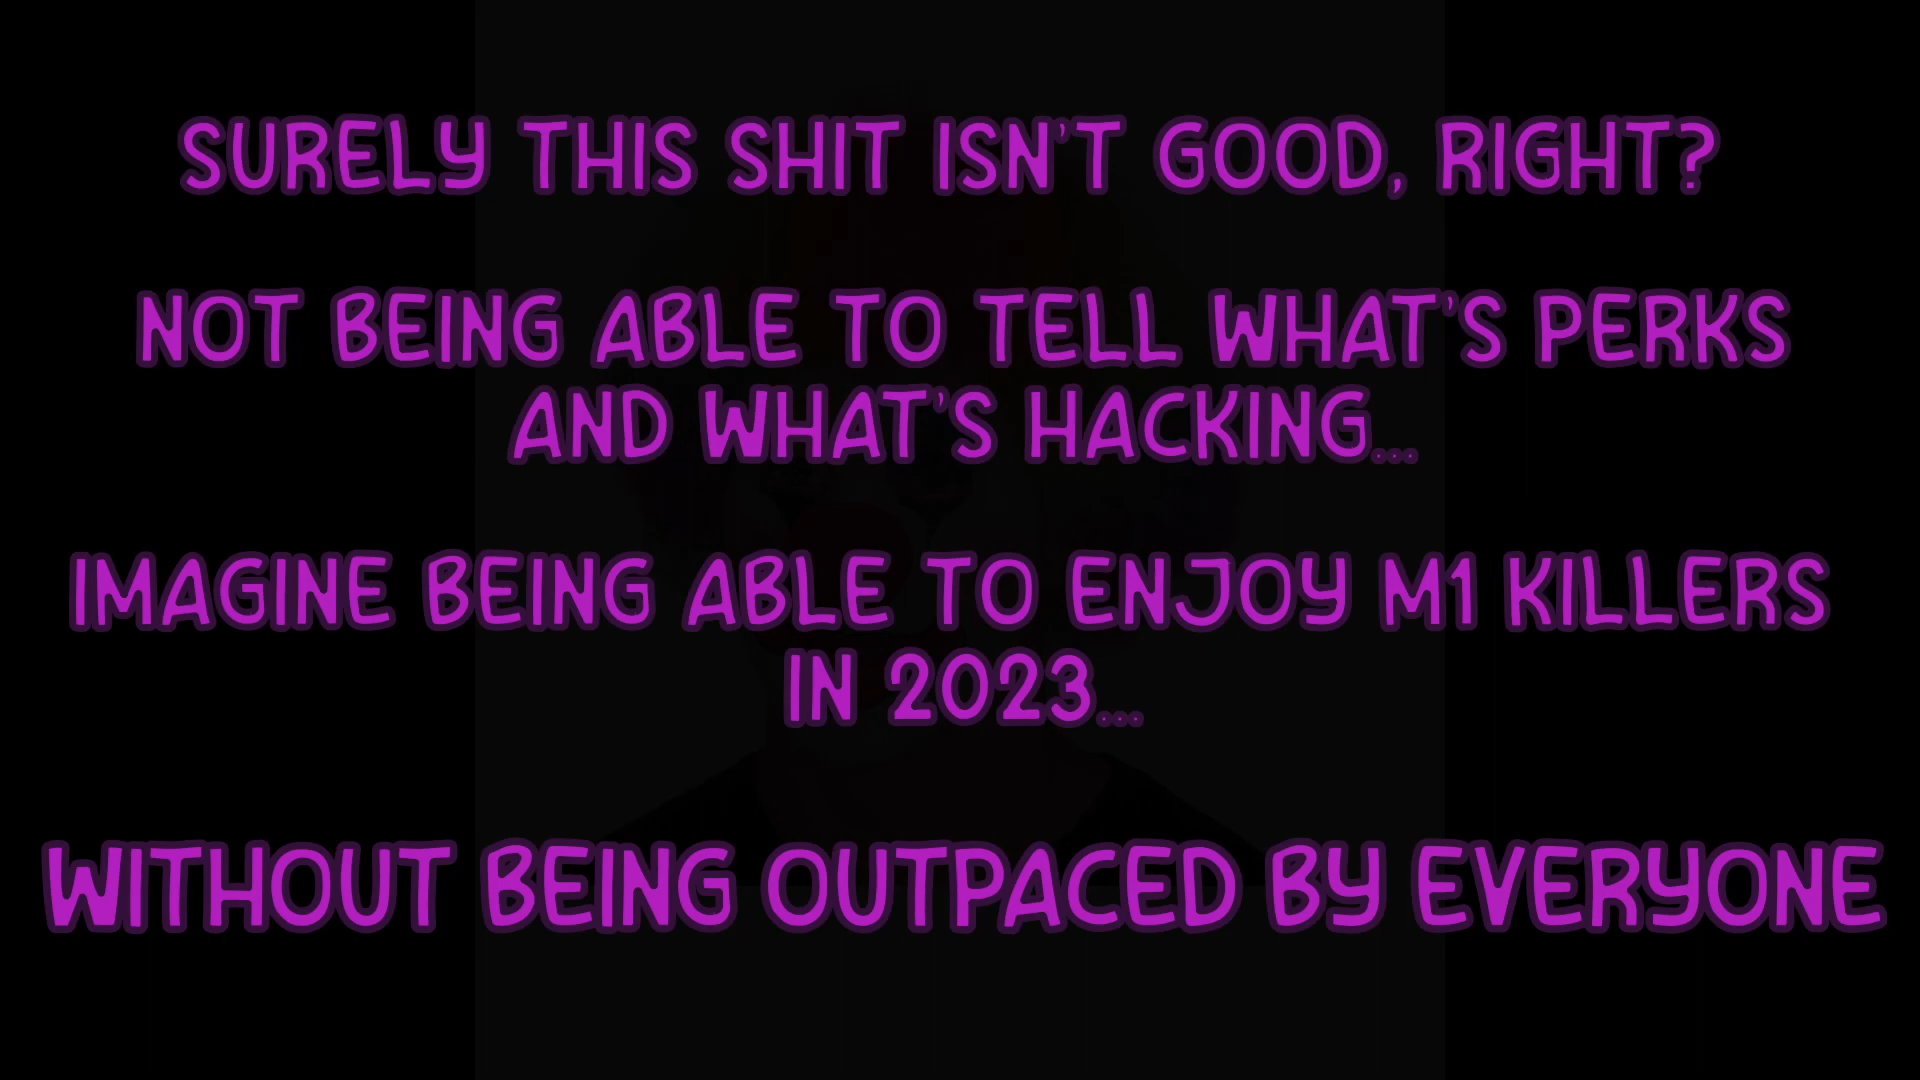 SURELY THIS SHIT ISN'T GOOD, RIGHT?
NOT BEING ABLE TO TELL WHAT'S PERKS
AND WHAT'S HACKING...
IMAGINE BEING ABLE TO ENJOY M1 KILLERS
IN 2023...
WITHOUT BEING OUTPACED BY EVERYONE